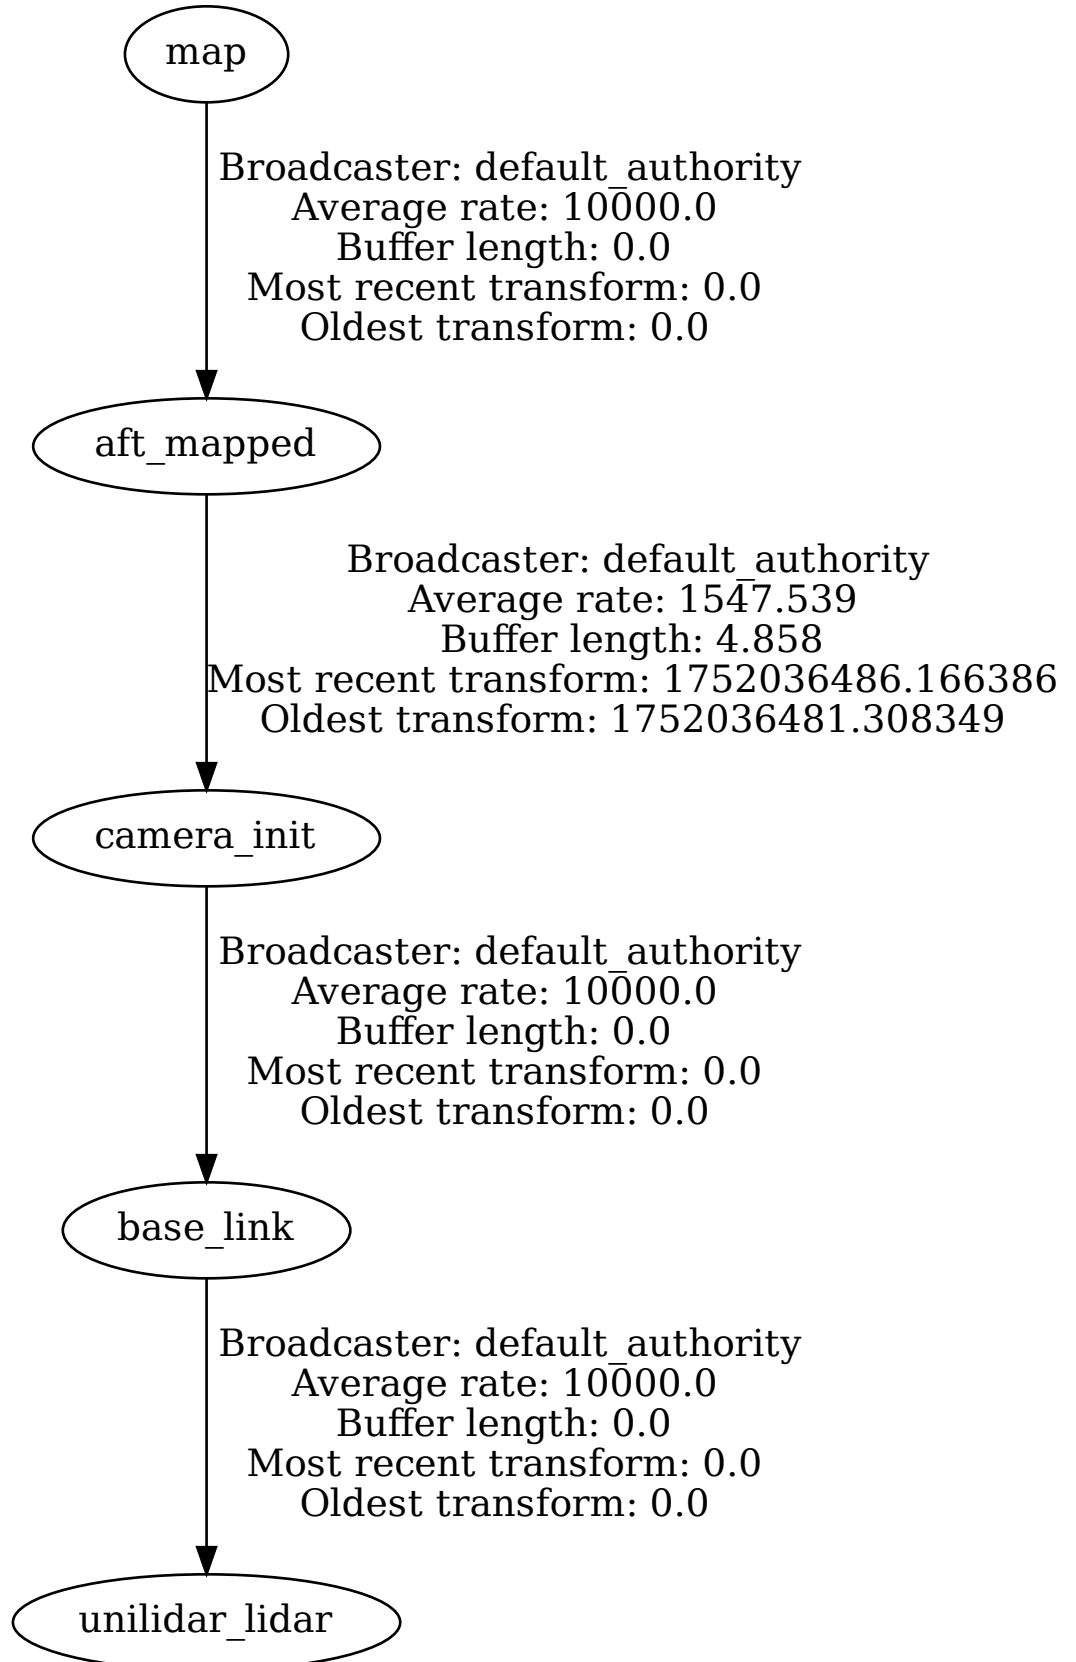 map
Broadcaster: default_authority
Average rate: 10000.0
Buffer length: 0.0
Most recent transform: 0.0
Oldest transform: 0.0
aft_mapped
Broadcaster: default_authority
Average rate: 1547.539
Buffer length: 4.858
Most recent transform: 1752036486.166386
Oldest transform: 1752036481.308349
camera_init
Broadcaster: default_authority
Average rate: 10000.0
Buffer length: 0.0
Most recent transform: 0.0
Oldest transform: 0.0
base_link
Broadcaster: default_authority
Average rate: 10000.0
Buffer length: 0.0
Most recent transform: 0.0
Oldest transform: 0.0
unilidar_lidar